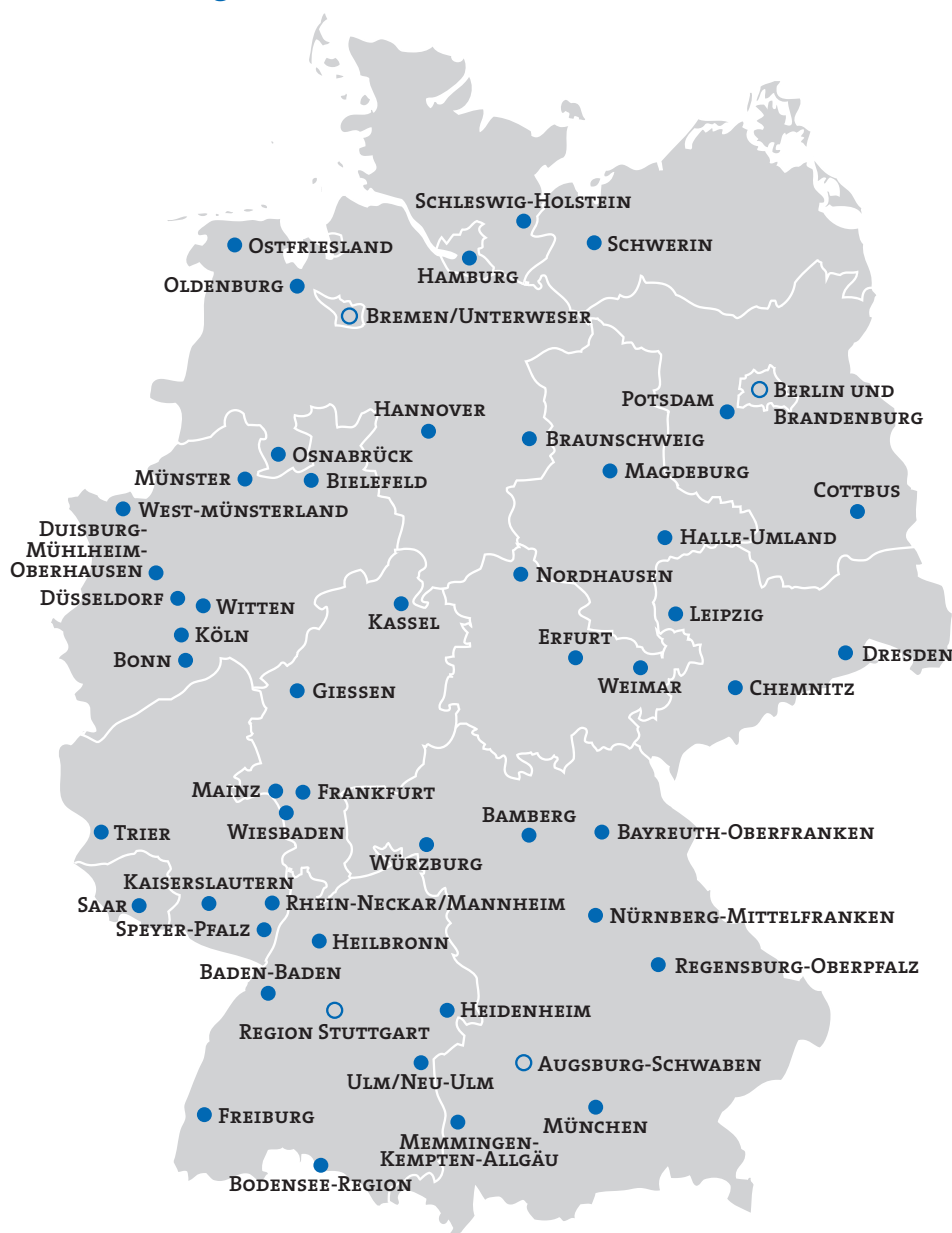 Schleswig-Holstein
Ostfriesland
Schwerin
Hamburg
Oldenburg
Bremen/Unterweser
Berlin und
Brandenburg
Potsdam
Hannover
Braunschweig
Osnabrück
Magdeburg
Münster
Bielefeld
Cottbus
West-münsterland
Duisburg-
Mühlheim-
Oberhausen
Halle-Umland
Nordhausen
Düsseldorf
Witten
Kassel
Leipzig
Köln
Erfurt
Dresden
Bonn
Weimar
Chemnitz
Giessen
Mainz
Frankfurt
Bamberg
Trier
Wiesbaden
Bayreuth-Oberfranken
Würzburg
Kaiserslautern
Saar
Rhein-Neckar/Mannheim
Nürnberg-Mittelfranken
Speyer-Pfalz
Heilbronn
Regensburg-Oberpfalz
Baden-Baden
Heidenheim
Region Stuttgart
Augsburg-Schwaben
Ulm/Neu-Ulm
Freiburg
München
Memmingen-
Kempten-Allgäu
Bodensee-Region